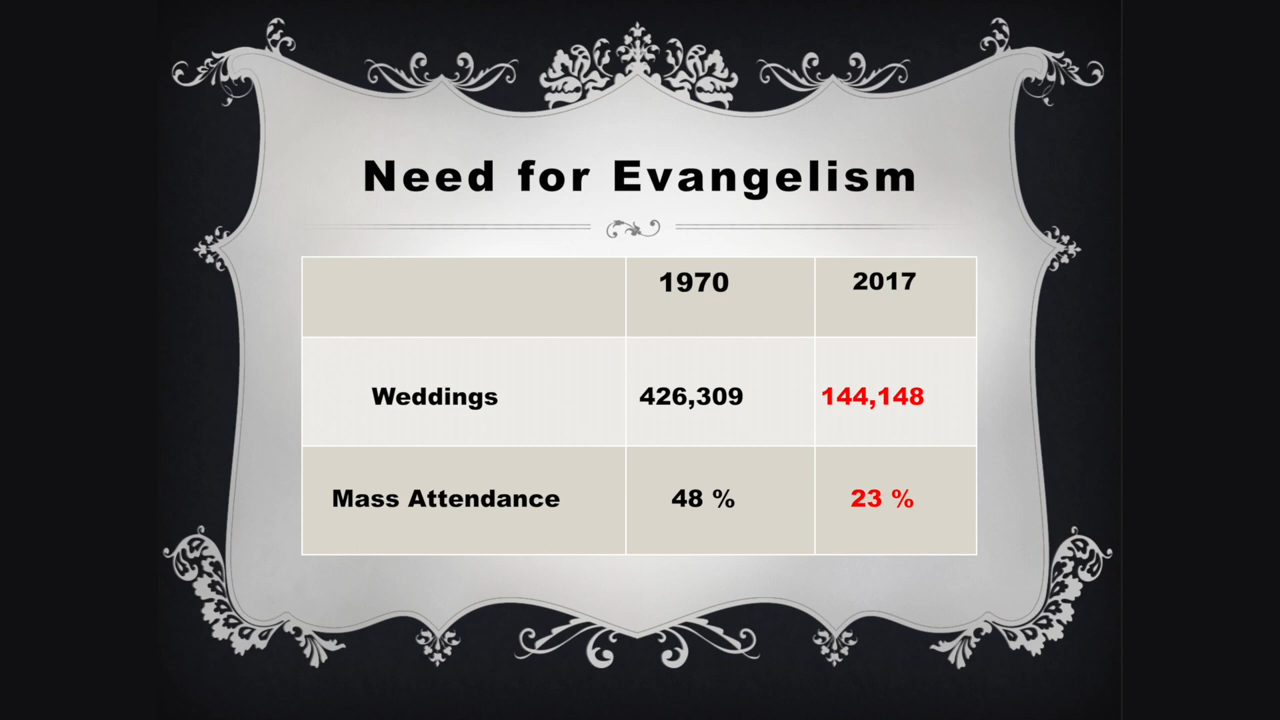 Need for Evangelism
1970 2017
Weddings 426,309 144,148
Mass Attendance 48 % 23 %